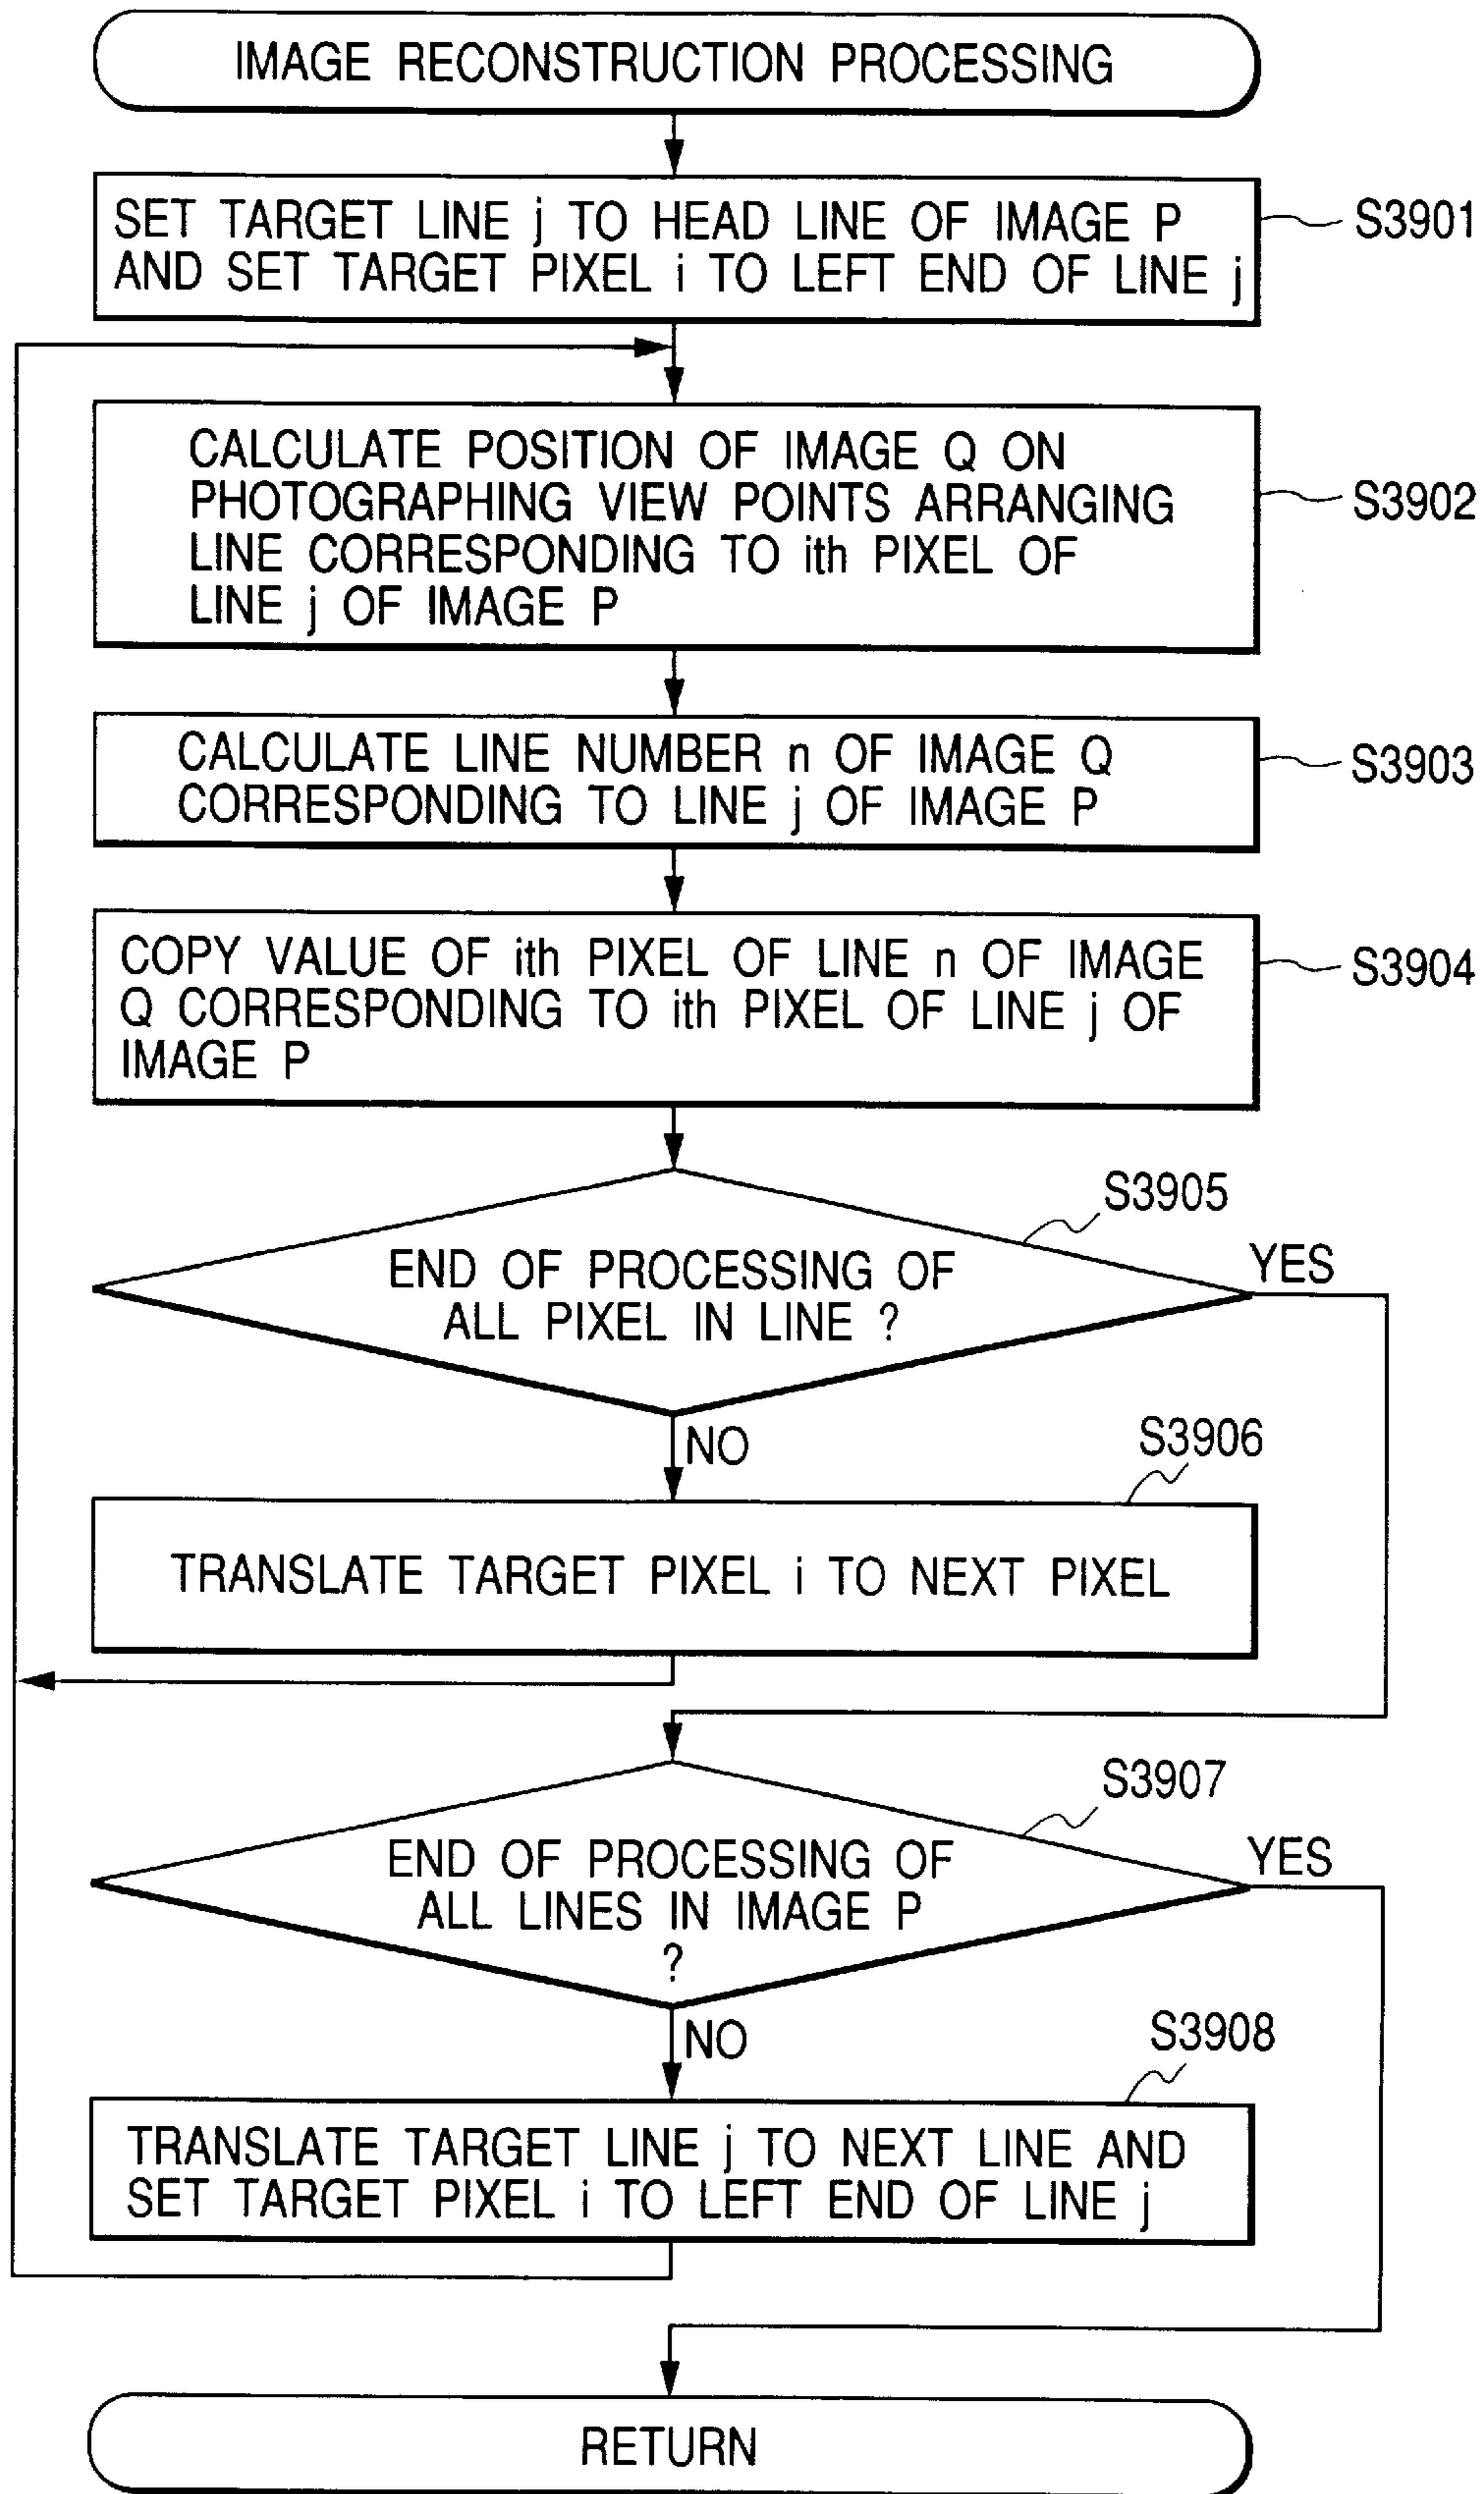 IMAGE RECONSTRUCTION PROCESSING
SET TARGET LINE j TO HEAD LINE OF IMAGE P
AND SET TARGET PIXEL i TO LEFT END OF LINE j
S3901
CALCULATE POSITION OF IMAGE Q ON
PHOTOGRAPHING VIEW POINTS ARRANGING
LINE CORRESPONDING TO ith PIXEL OF
LINE j OF IMAGE P
S3902
CALCULATE LINE NUMBER n OF IMAGE Q
CORRESPONDING TO LINE j OF IMAGE P
S3903
COPY VALUE OF ith PIXEL OF LINE n OF IMAGE
Q CORRESPONDING TO ith PIXEL OF LINE j OF
IMAGE P
S3904
S3905
END OF PROCESSING OF
ALL PIXEL IN LINE ?
YES
NO
S3906
TRANSLATE TARGET PIXEL i TO NEXT PIXEL
S3907
END OF PROCESSING OF
ALL LINES IN IMAGE P
?
YES
NO
S3908
TRANSLATE TARGET LINE j TO NEXT LINE AND
SET TARGET PIXEL i TO LEFT END OF LINE j
RETURN